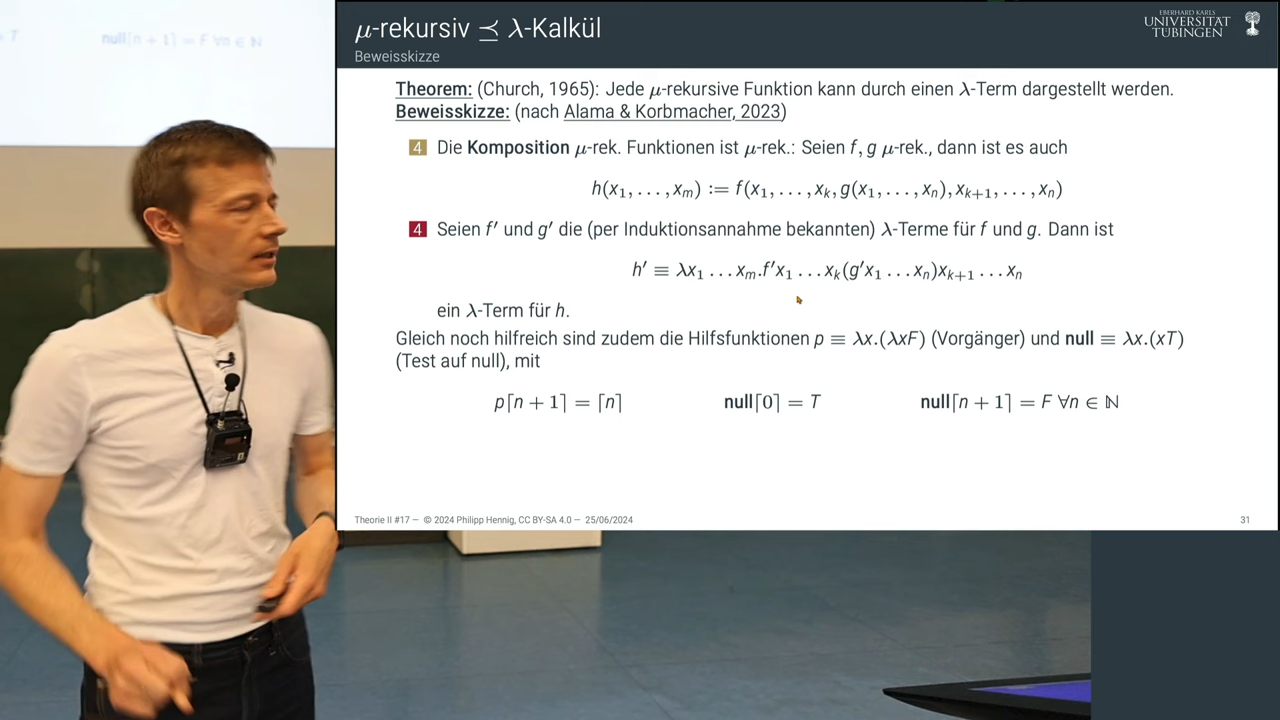 T null⌈n + 1⌉ = F ∀n ∈ ℕ
μ-rekursiv ⪯ λ-Kalkül
Beweisskizze
EBERHARD KARLS
UNIVERSITÄT
TÜBINGEN
Theorem: (Church, 1965): Jede μ-rekursive Funktion kann durch einen λ-Term dargestellt werden.
Beweisskizze: (nach Alama & Korbmacher, 2023)
4 Die Komposition μ-rek. Funktionen ist μ-rek.: Seien f, g μ-rek., dann ist es auch
h(x₁, . . . , xₘ) := f(x₁, . . . , xₖ, g(x₁, . . . , xₙ), xₖ₊₁, . . . , xₙ)
4 Seien f′ und g′ die (per Induktionsannahme bekannten) λ-Terme für f und g. Dann ist
h′ ≡ λx₁ . . . xₘ.f′x₁ . . . xₖ(g′x₁ . . . xₙ)xₖ₊₁ . . . xₙ
ein λ-Term für h.
Gleich noch hilfreich sind zudem die Hilfsfunktionen p ≡ λx.(λxF) (Vorgänger) und null ≡ λx.(xT)
(Test auf null), mit
p⌈n + 1⌉ = ⌈n⌉ null⌈0⌉ = T null⌈n + 1⌉ = F ∀n ∈ ℕ
Theorie II #17 — © 2024 Philipp Hennig, CC BY-SA 4.0 — 25/06/2024 31